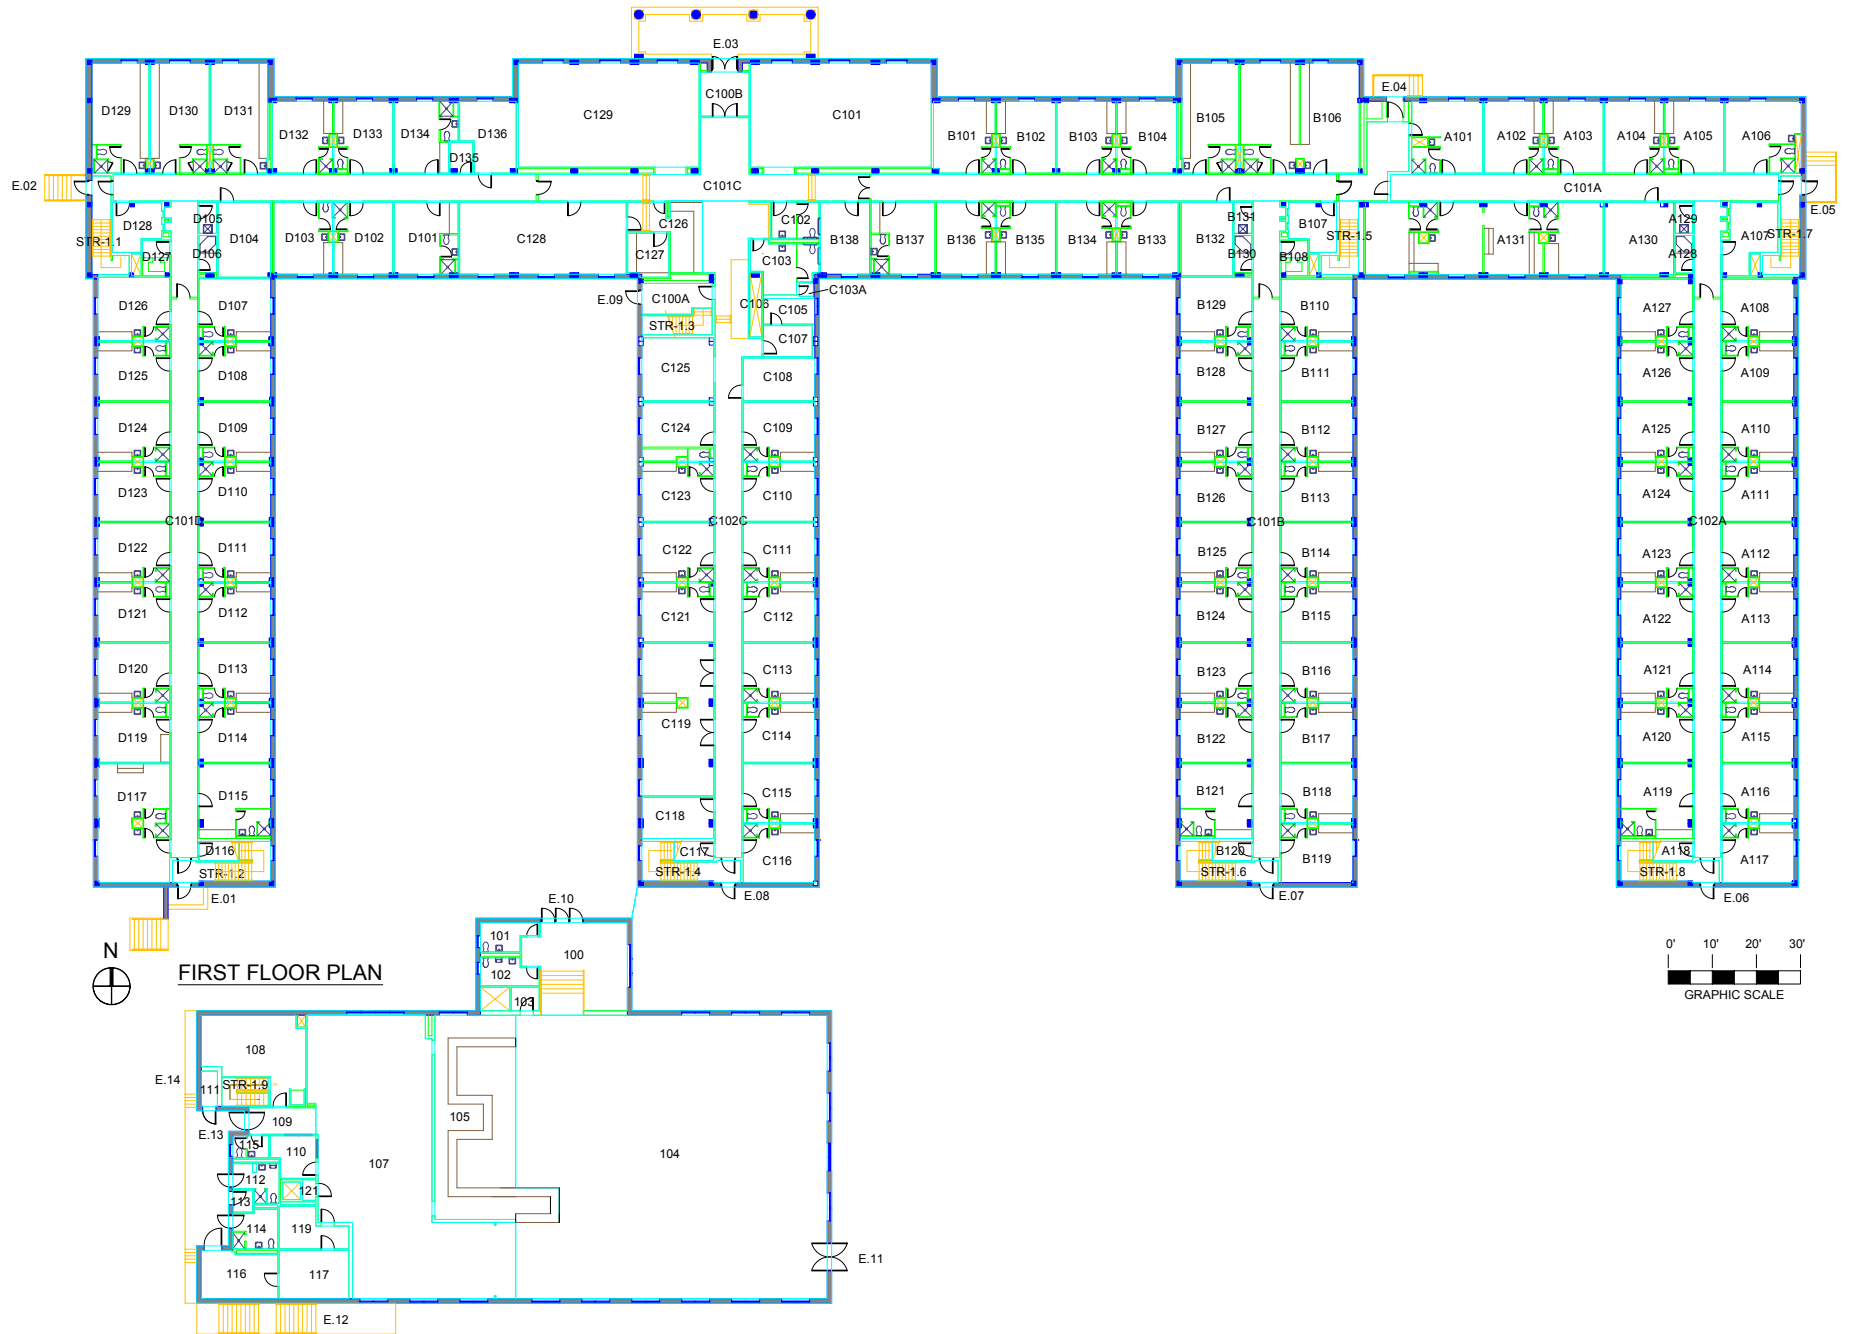 E.03
C100B
E.04
D129 D130 D131
D132 D133 D134 D136
D135
C129
C101
B101 B102 B103 B104
B105 B106
A101 A102 A103 A104 A105 A106
E.02
C101C
C101A
E.05
D128 D105 D104 D103 D102 D101 C128 C126 C102 B138 B137 B136 B135 B134 B133 B132 B131 B107 A131 A130 A129 A107
STR-1.1 D127 D106 C127 C103 B130 B108 STR-1.5 A128 STR-1.7
C103A
E.09 C100A C106 C105
STR-1.3 C107
D126 D107 B129 B110 A127 A108
D125 D108 C125 C108 B128 B111 A126 A109
D124 D109 C124 C109 B127 B112 A125 A110
D123 D110 C123 C110 B126 B113 A124 A111
C101D C102C C101B C102A
D122 D111 C122 C111 B125 B114 A123 A112
D121 D112 C121 C112 B124 B115 A122 A113
D120 D113 C113 B123 B116 A121 A114
D119 D114 C119 C114 B122 B117 A120 A115
D117 D115 C118 C115 B121 B118 A119 A116
D116 C117 C116 B120 B119 A118 A117
STR-1.2 STR-1.4 STR-1.6 STR-1.8
E.01 E.08 E.07 E.06
E.10
N
FIRST FLOOR PLAN
101 100
102
103
0' 10' 20' 30'
GRAPHIC SCALE
108
E.14 111 STR-1.9
109 105
E.13 115 110
107 104
112
121
113
114 119
116 117
E.11
E.12